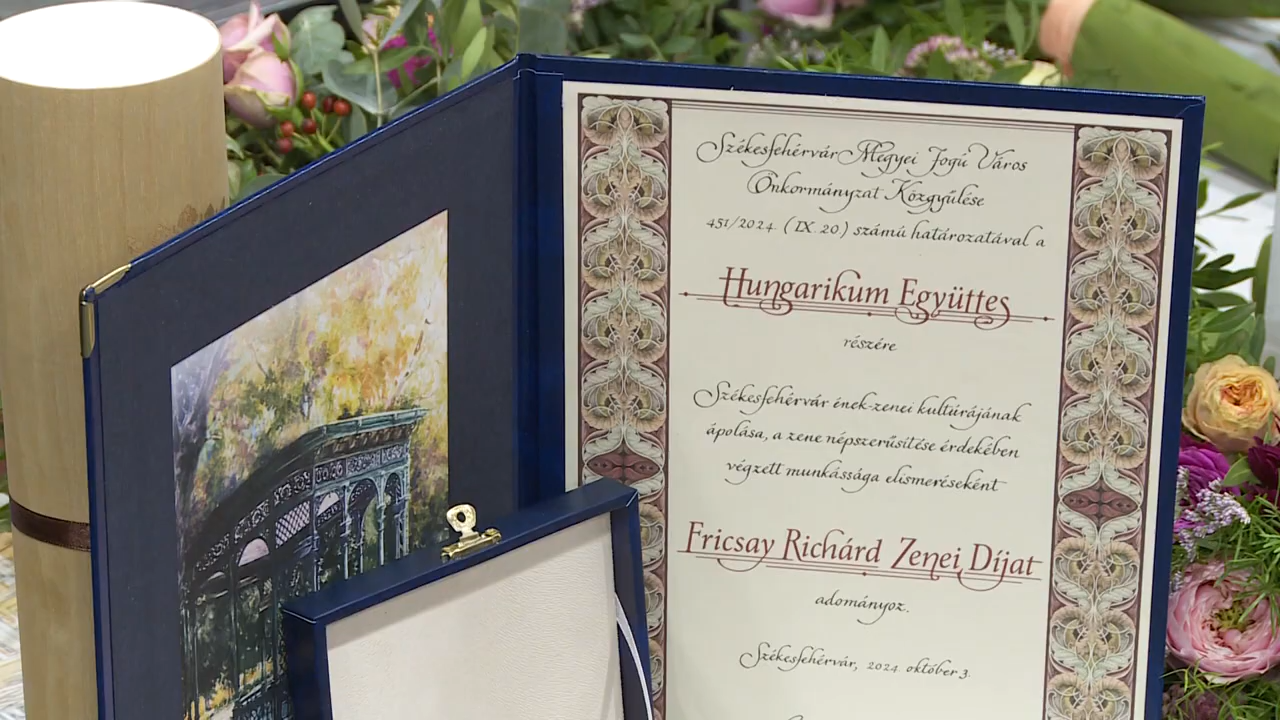 Székesfehérvár Megyei Jogú Város
Önkormányzat Közgyűlése
451/2024. (IX. 20.) számú határozatával a
Hungarikum Együttes
részére
Székesfehérvár ének-zenei kultúrájának
ápolása, a zene népszerűsítése érdekében
végzett munkássága elismeréseként
Fricsay Richárd Zenei Díjat
adományoz.
Székesfehérvár, 2024. október 3.